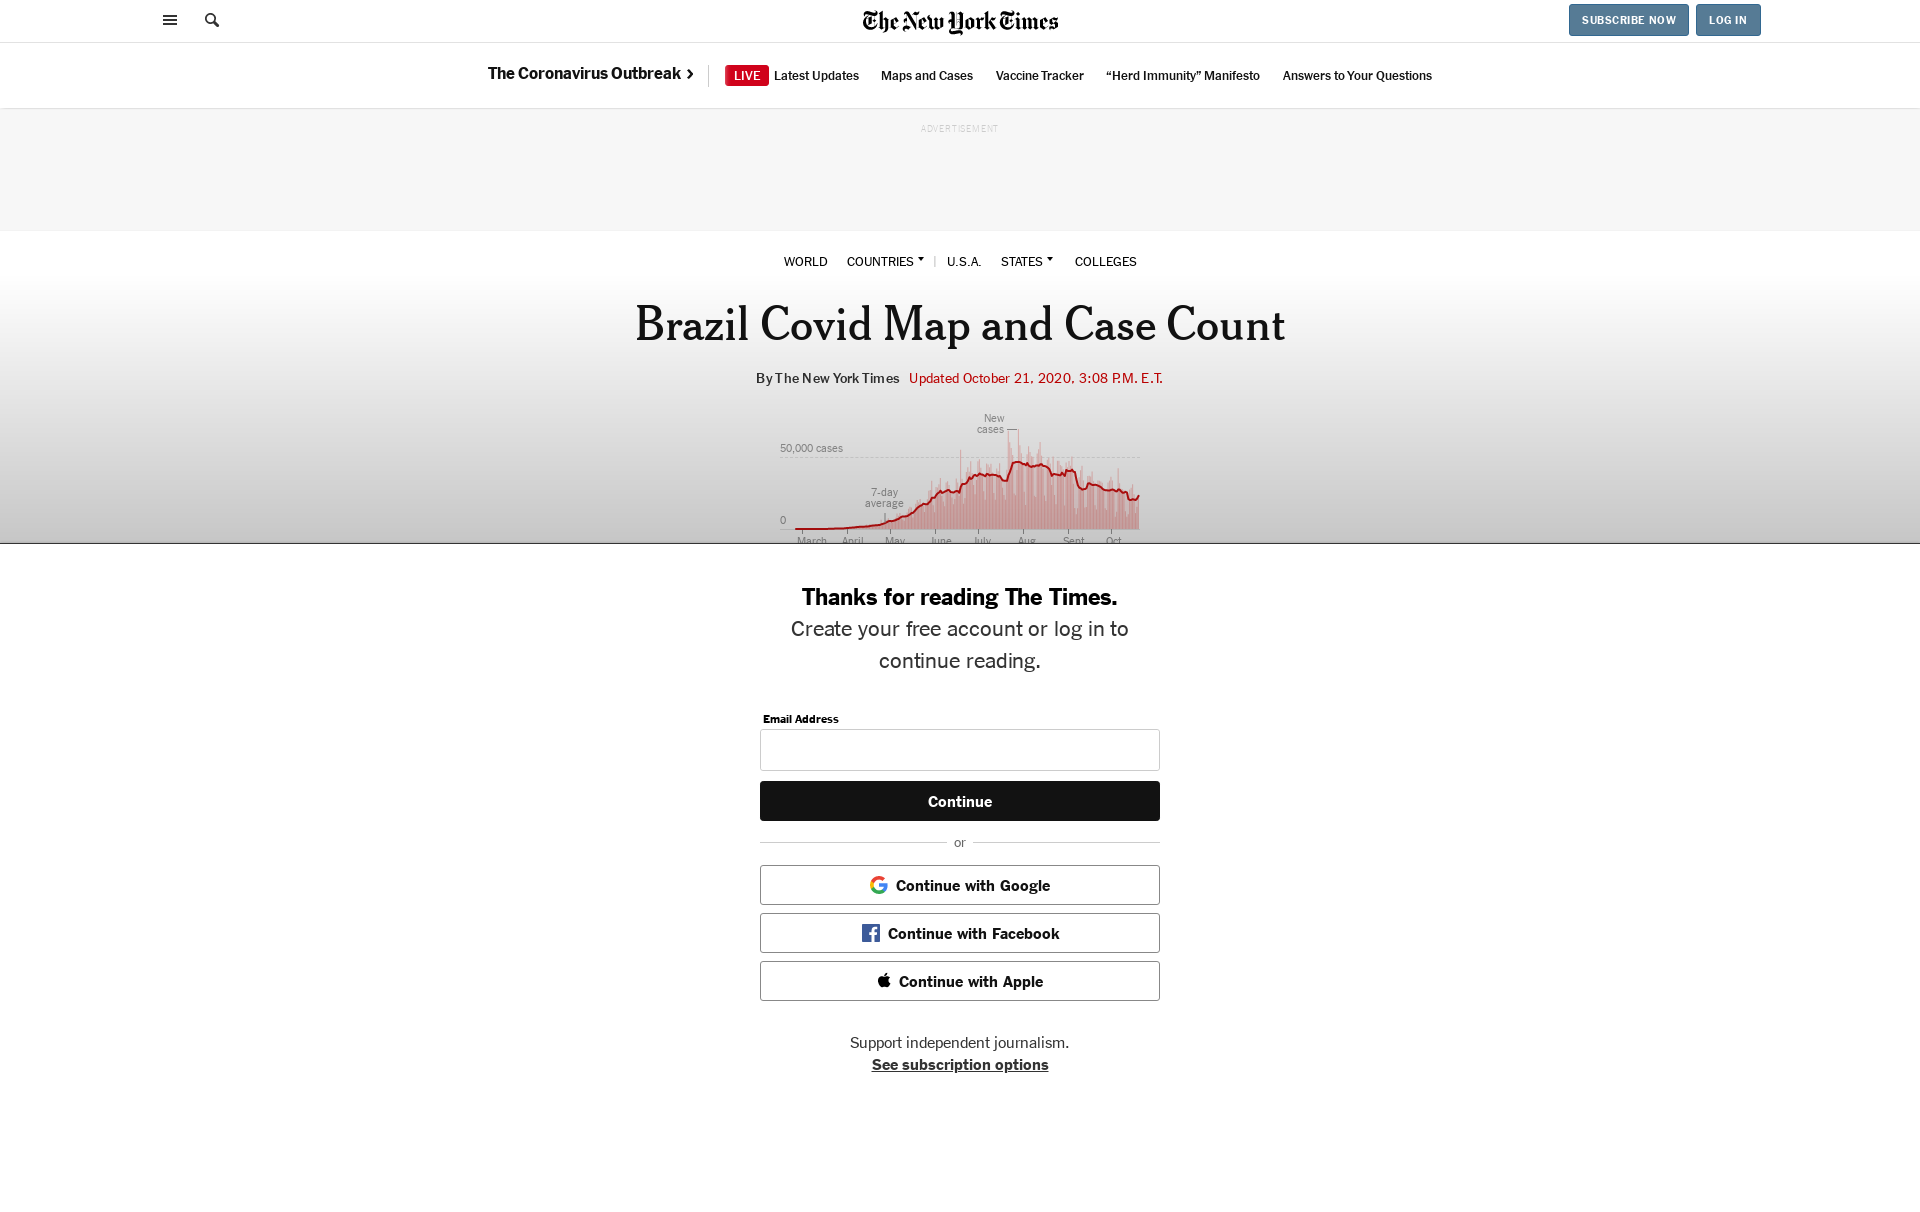 The New York Times
SUBSCRIBE NOW
LOG IN
The Coronavirus Outbreak
LIVE Latest Updates
Maps and Cases
Vaccine Tracker
“Herd Immunity” Manifesto
Answers to Your Questions
ADVERTISEMENT
WORLD COUNTRIES | U.S.A. STATES COLLEGES
Brazil Covid Map and Case Count
By The New York Times Updated October 21, 2020, 3:08 P.M. E.T.
New
cases
50,000 cases
7-day
average
0
March April May June July Aug. Sept. Oct.
Thanks for reading The Times.
Create your free account or log in to
continue reading.
Email Address
Continue
or
Continue with Google
Continue with Facebook
Continue with Apple
Support independent journalism.
See subscription options